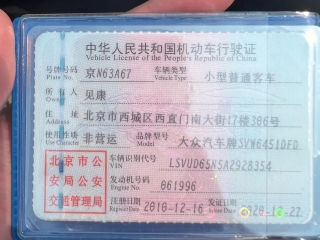 中华人民共和国机动车行驶证
Vehicle License of the People's Republic of China
号牌号码 京N63A67 车辆类型 小型普通客车
Plate No. Vehicle Type
所有人 见康
Owner
住址 北京市西城区西直门南大街17楼306号
Address
使用性质 非营运 品牌型号 大众汽车牌SVW6451DFD
Use Character Model
北京市公 车辆识别代号 LSVUD65N5A2928354
VIN
安局公安 发动机号码 061996
Engine No.
交通管理局 注册日期 2010-12-16 发证日期
Register Date Issue Date